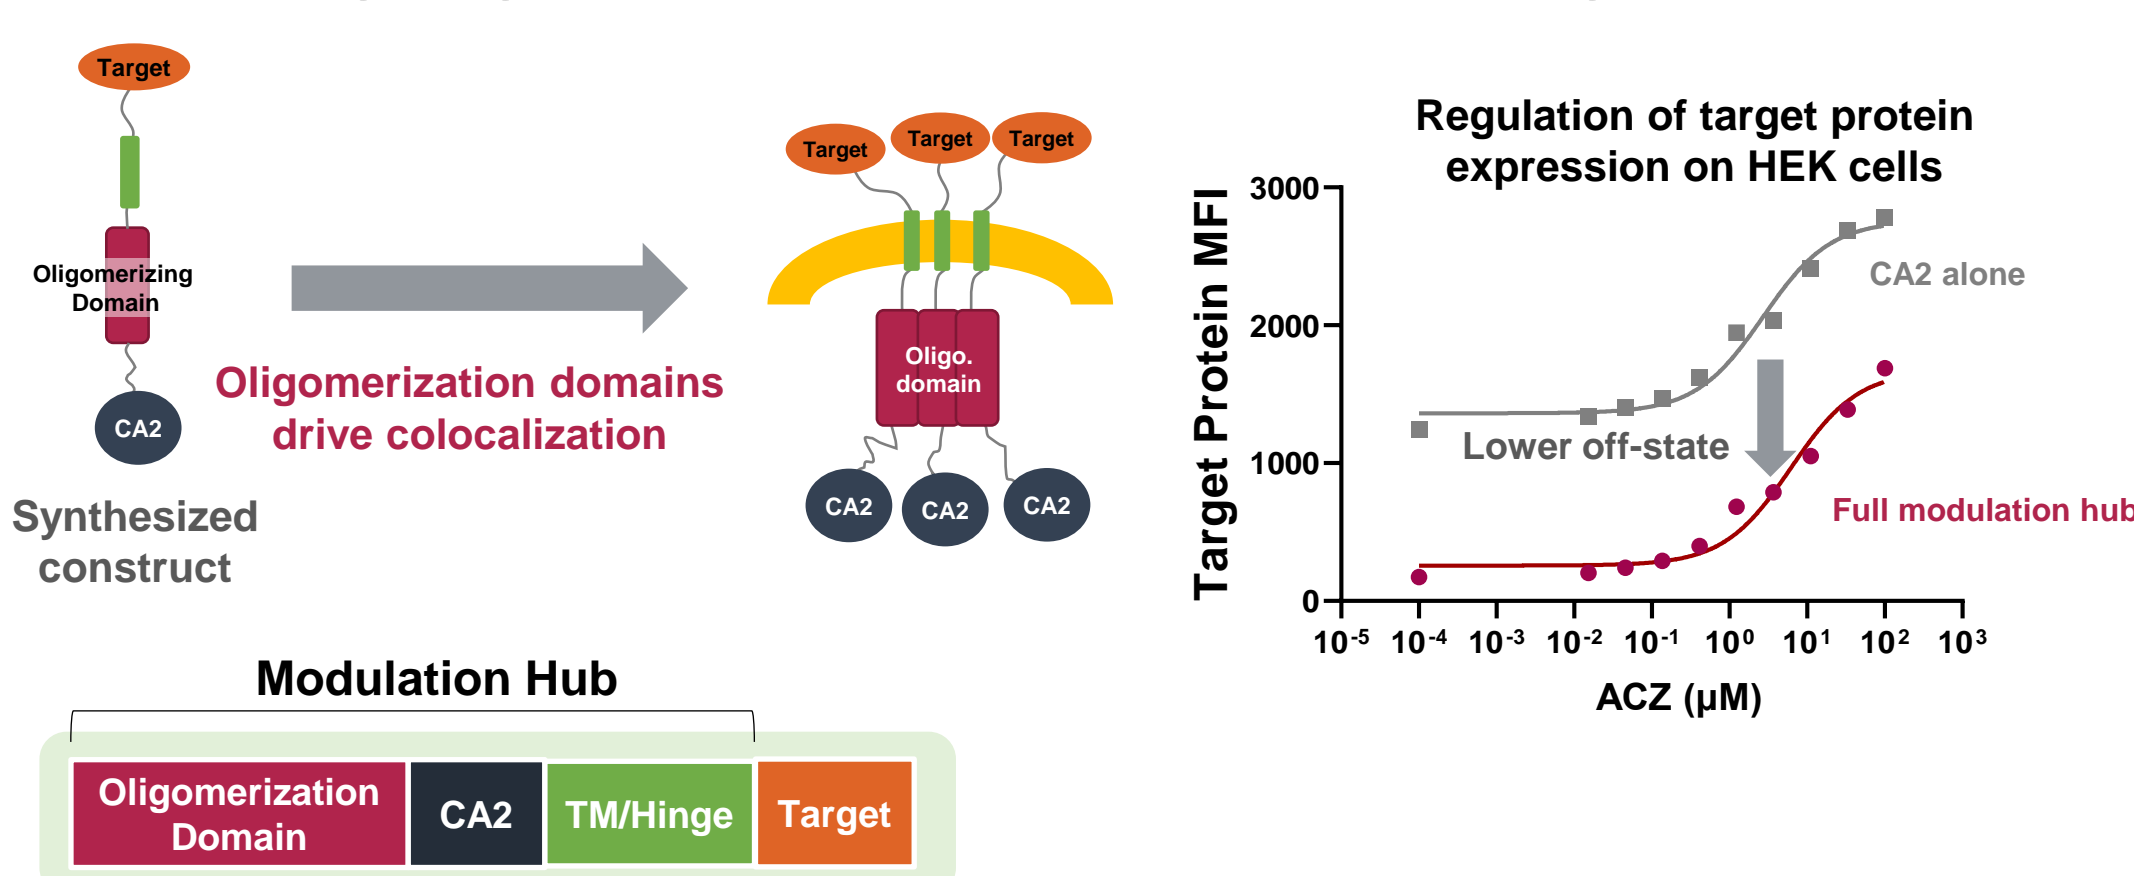 Target
Oligomerizing
Domain
CA2
Synthesized
construct
Oligomerization domains
drive colocalization
Target
Target
Target
Oligo.
domain
CA2
CA2
CA2
Modulation Hub
Oligomerization
Domain
CA2
TM/Hinge
Target
Regulation of target protein
expression on HEK cells
Target Protein MFI
3000
2000
1000
0
CA2 alone
Lower off-state
Full modulation hub
10-5 10-4 10-3 10-2 10-1 100 101 102 103
ACZ (µM)